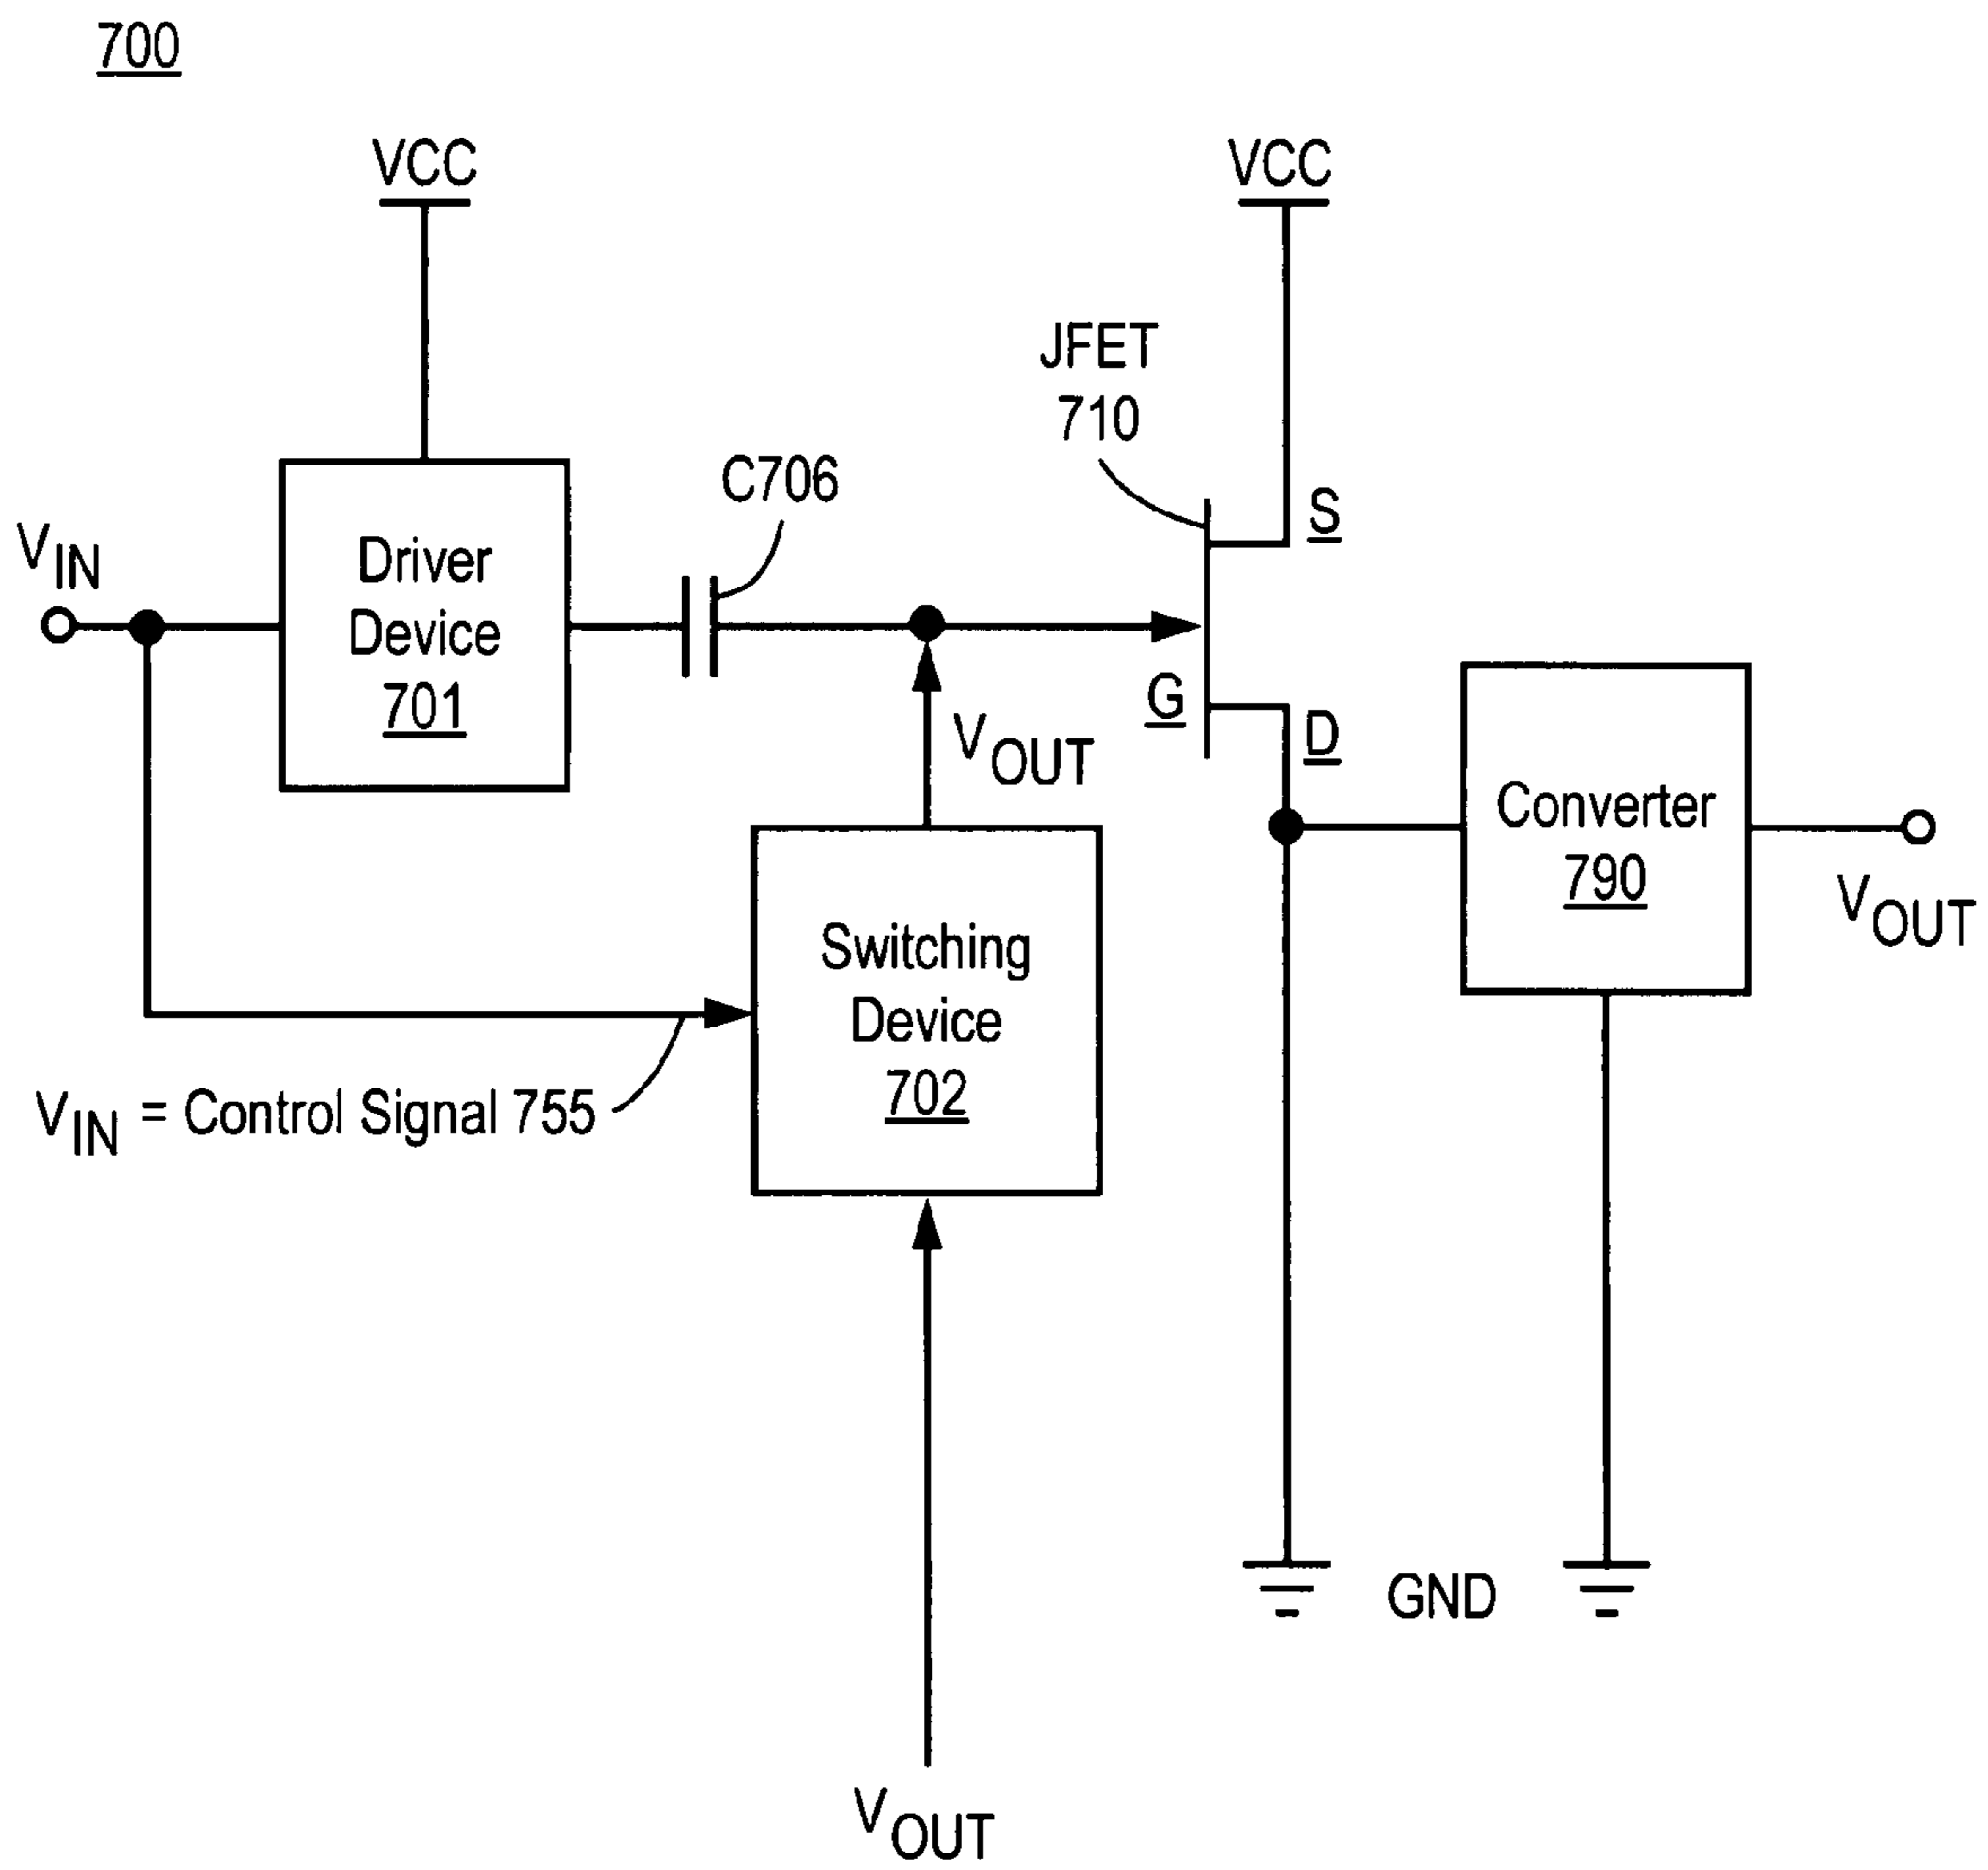 700
VCC
VCC
JFET
710
C706
S
VIN
Driver
Device
701
G
D
VOUT
Converter
790
VOUT
Switching
Device
702
VIN = Control Signal 755
GND
VOUT